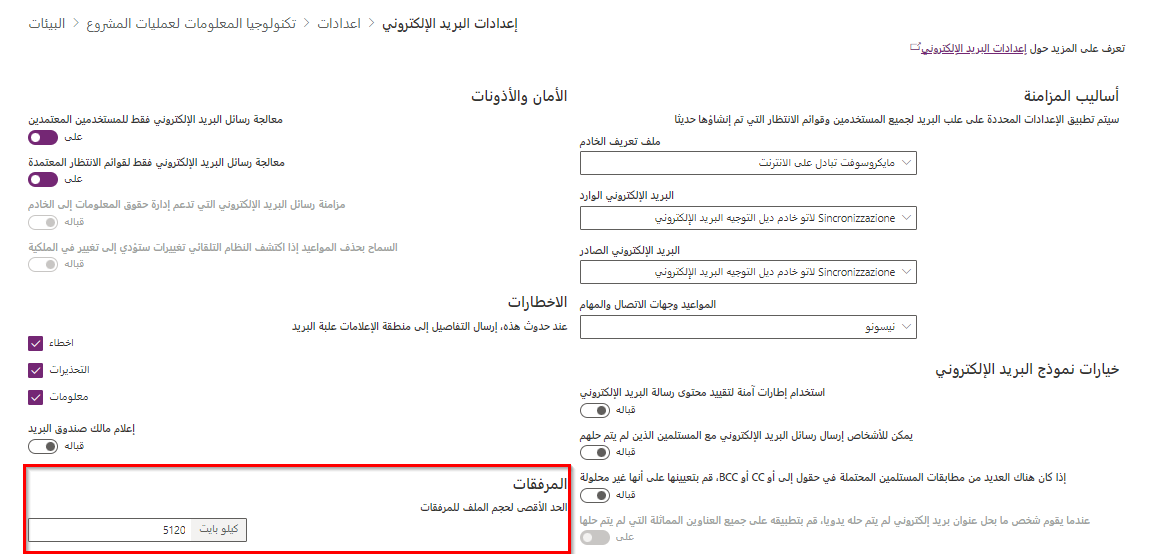 البيئات > تكنولوجيا المعلومات لعمليات المشروع > اعدادات > إعدادات البريد الإلكتروني
تعرف على المزيد حول إعدادات البريد الإلكتروني
أساليب المزامنة
سيتم تطبيق الإعدادات المحددة على علب البريد لجميع المستخدمين وقوائم الانتظار التي تم إنشاؤها حديثا
ملف تعريف الخادم
مايكروسوفت تبادل على الانترنت
البريد الإلكتروني الوارد
Sincronizzazione لاتو خادم ديل التوجيه البريد الإلكتروني
البريد الإلكتروني الصادر
Sincronizzazione لاتو خادم ديل التوجيه البريد الإلكتروني
المواعيد وجهات الاتصال والمهام
نيسونو
خيارات نموذج البريد الإلكتروني
استخدام إطارات آمنة لتقييد محتوى رسالة البريد الإلكتروني
قباله
يمكن للأشخاص إرسال رسائل البريد الإلكتروني مع المستلمين الذين لم يتم حلهم
قباله
إذا كان هناك العديد من مطابقات المستلمين المحتملة في حقول إلى أو CC أو BCC، قم بتعيينها على أنها غير محلولة
قباله
عندما يقوم شخص ما بحل عنوان بريد إلكتروني لم يتم حله يدويا، قم بتطبيقه على جميع العناوين المماثلة التي لم يتم حلها
على
الأمان والأذونات
معالجة رسائل البريد الإلكتروني فقط للمستخدمين المعتمدين
على
معالجة رسائل البريد الإلكتروني فقط لقوائم الانتظار المعتمدة
على
مزامنة رسائل البريد الإلكتروني التي تدعم إدارة حقوق المعلومات إلى الخادم
قباله
السماح بحذف المواعيد إذا اكتشف النظام التلقائي تغييرات ستؤدي إلى تغيير في الملكية
قباله
الاخطارات
عند حدوث هذه، إرسال التفاصيل إلى منطقة الإعلامات علبة البريد
اخطاء
التحذيرات
معلومات
إعلام مالك صندوق البريد
قباله
المرفقات
الحد الأقصى لحجم الملف للمرفقات
كيلو بايت 5120